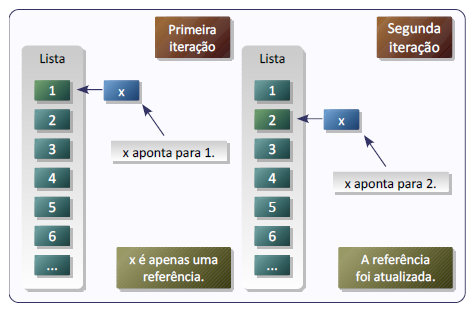 Primeira
iteração
Lista
1
x
2
3
x aponta para 1.
4
5
6
...
x é apenas uma
referência.
Segunda
iteração
Lista
1
2
x
3
4
x aponta para 2.
5
6
...
A referência
foi atualizada.